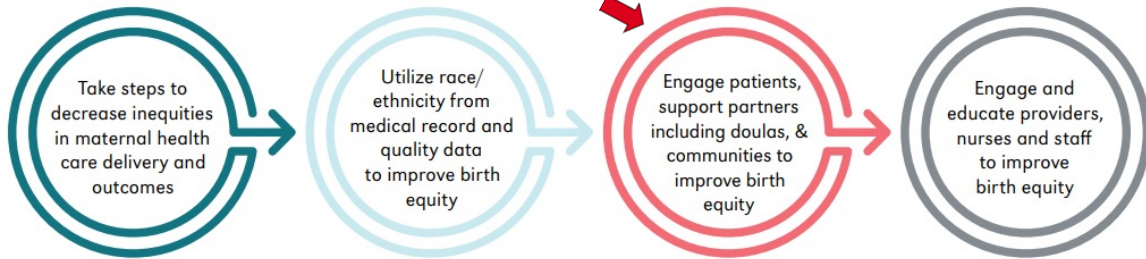 Take steps to
decrease inequities
in maternal health
care delivery and
outcomes
Utilize race/
ethnicity from
medical record and
quality data
to improve birth
equity
Engage patients,
support partners
including doulas, &
communities to
improve birth
equity
Engage and
educate providers,
nurses and staff
to improve
birth equity